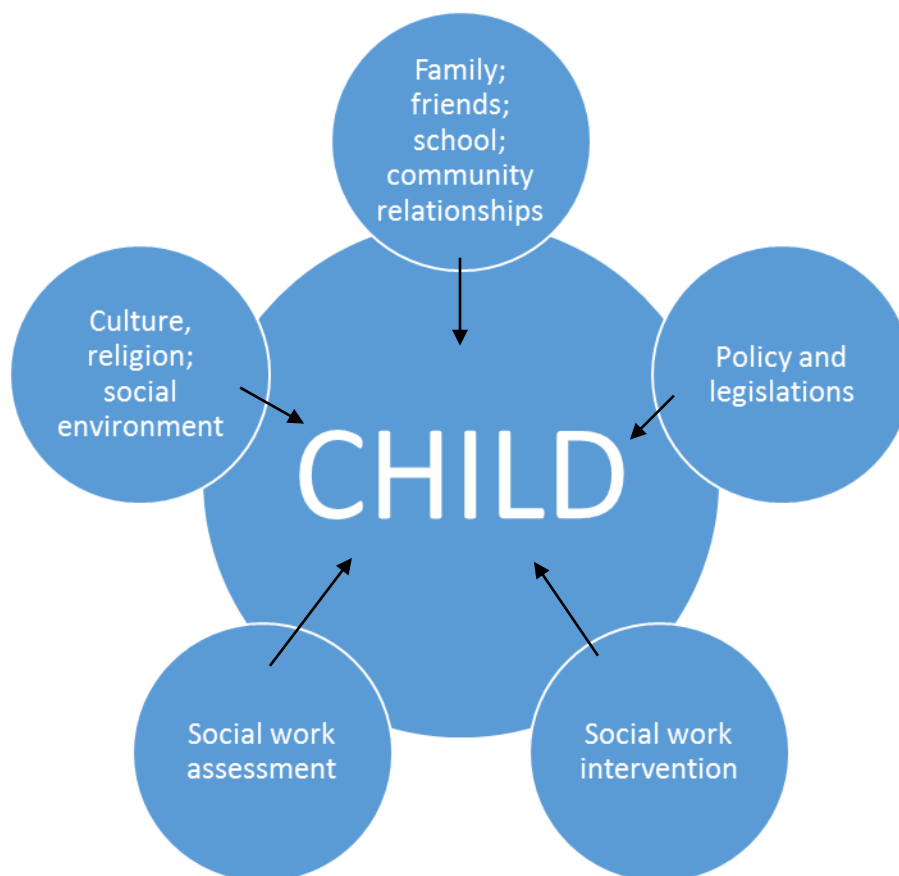 Family;
friends;
school;
community
relationships
Culture,
religion;
social
environment
Policy and
legislations
CHILD
Social work
assessment
Social work
intervention